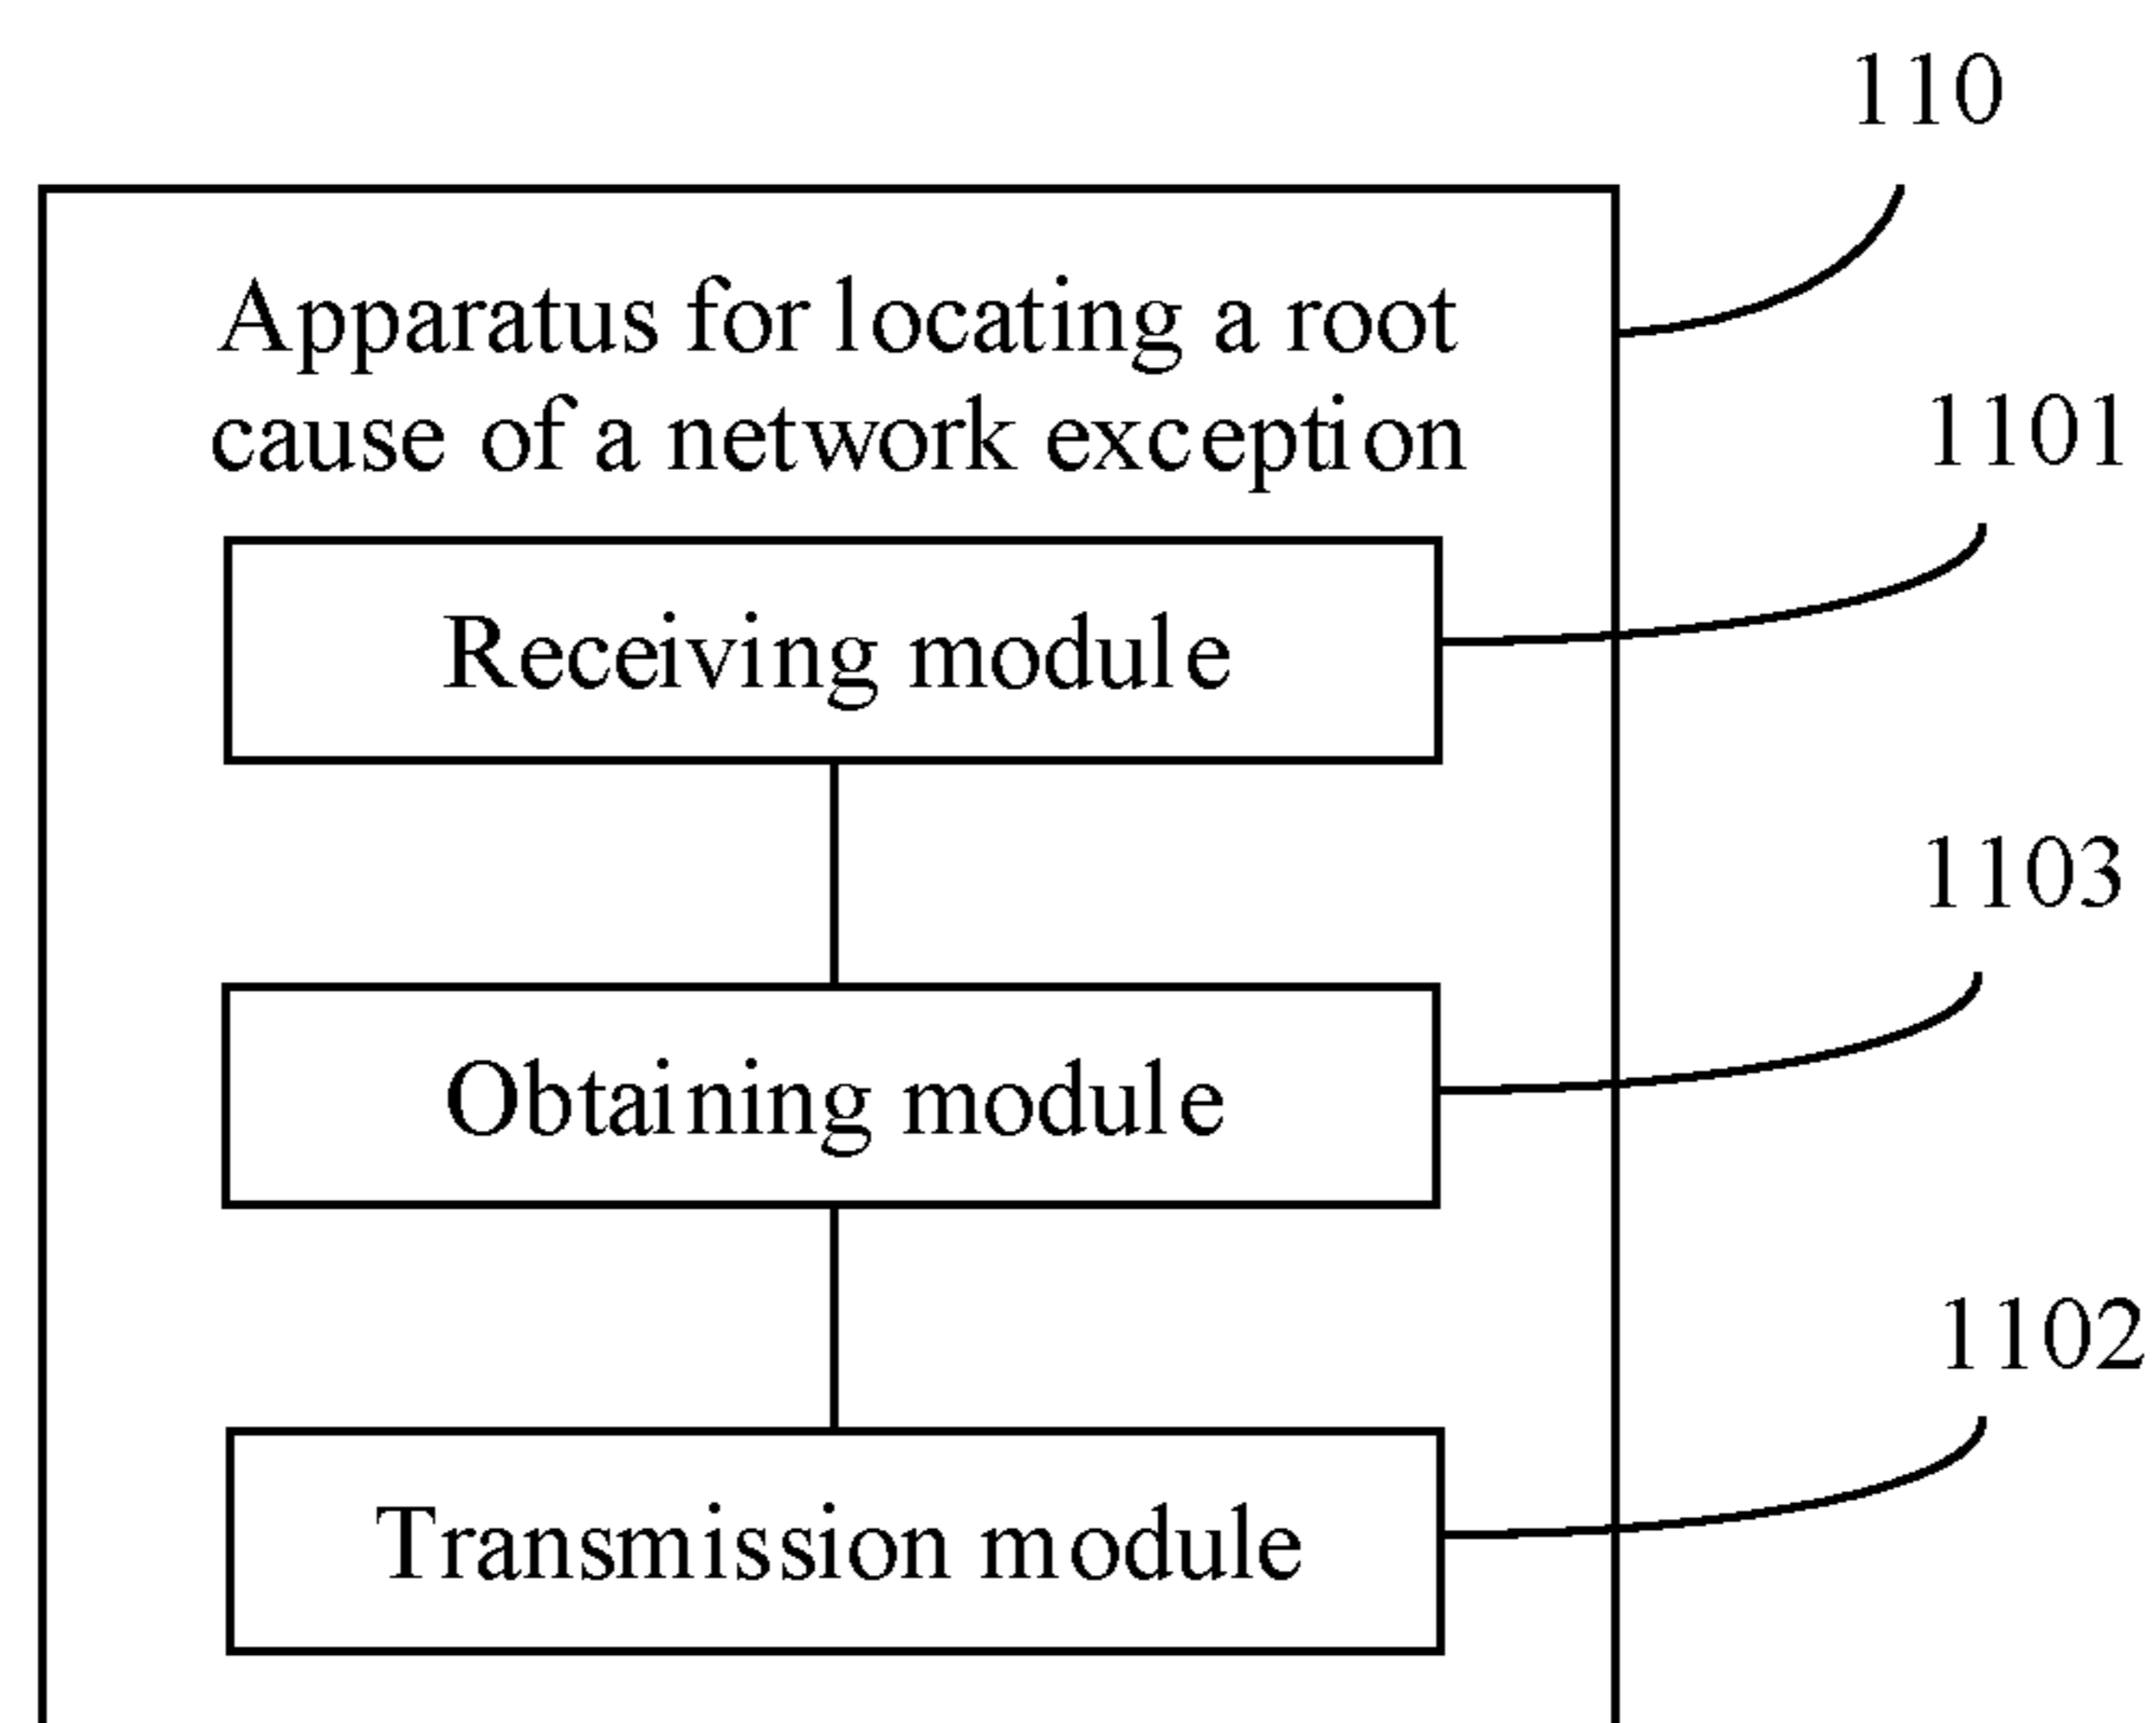 110
Apparatus for locating a root
cause of a network exception
1101
Receiving module
1103
Obtaining module
1102
Transmission module